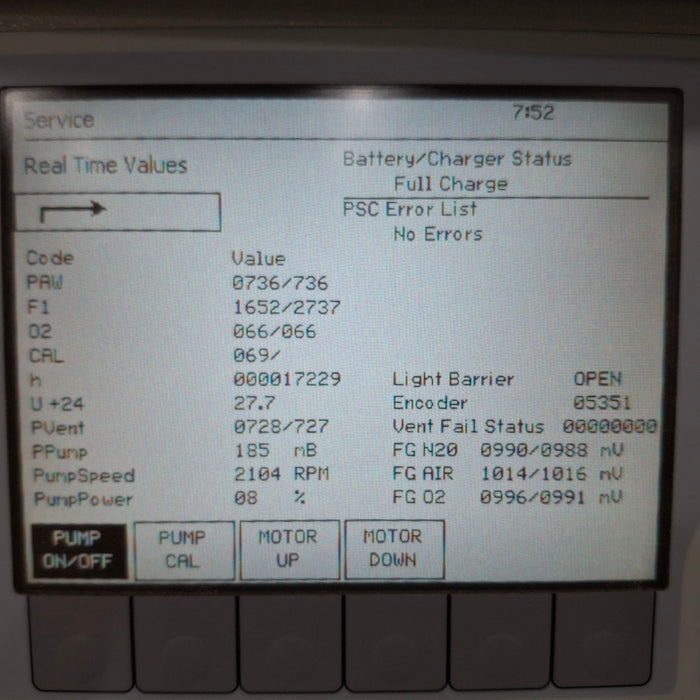 Service 7:52
Real Time Values
Battery/Charger Status
Full Charge
PSC Error List
No Errors
Code Value
PAW 0736/736
F1 1652/2737
O2 066/066
CAL 069/
h 000017229
U +24 27.7
PVent 0728/727
PPump 185 mB
PumpSpeed 2104 RPM
PumpPower 08 %
Light Barrier OPEN
Encoder 05351
Vent Fail Status 00000000
FG N2O 0990/0988 mV
FG AIR 1014/1016 mV
FG O2 0996/0991 mV
PUMP
ON/OFF
PUMP
CAL
MOTOR
UP
MOTOR
DOWN